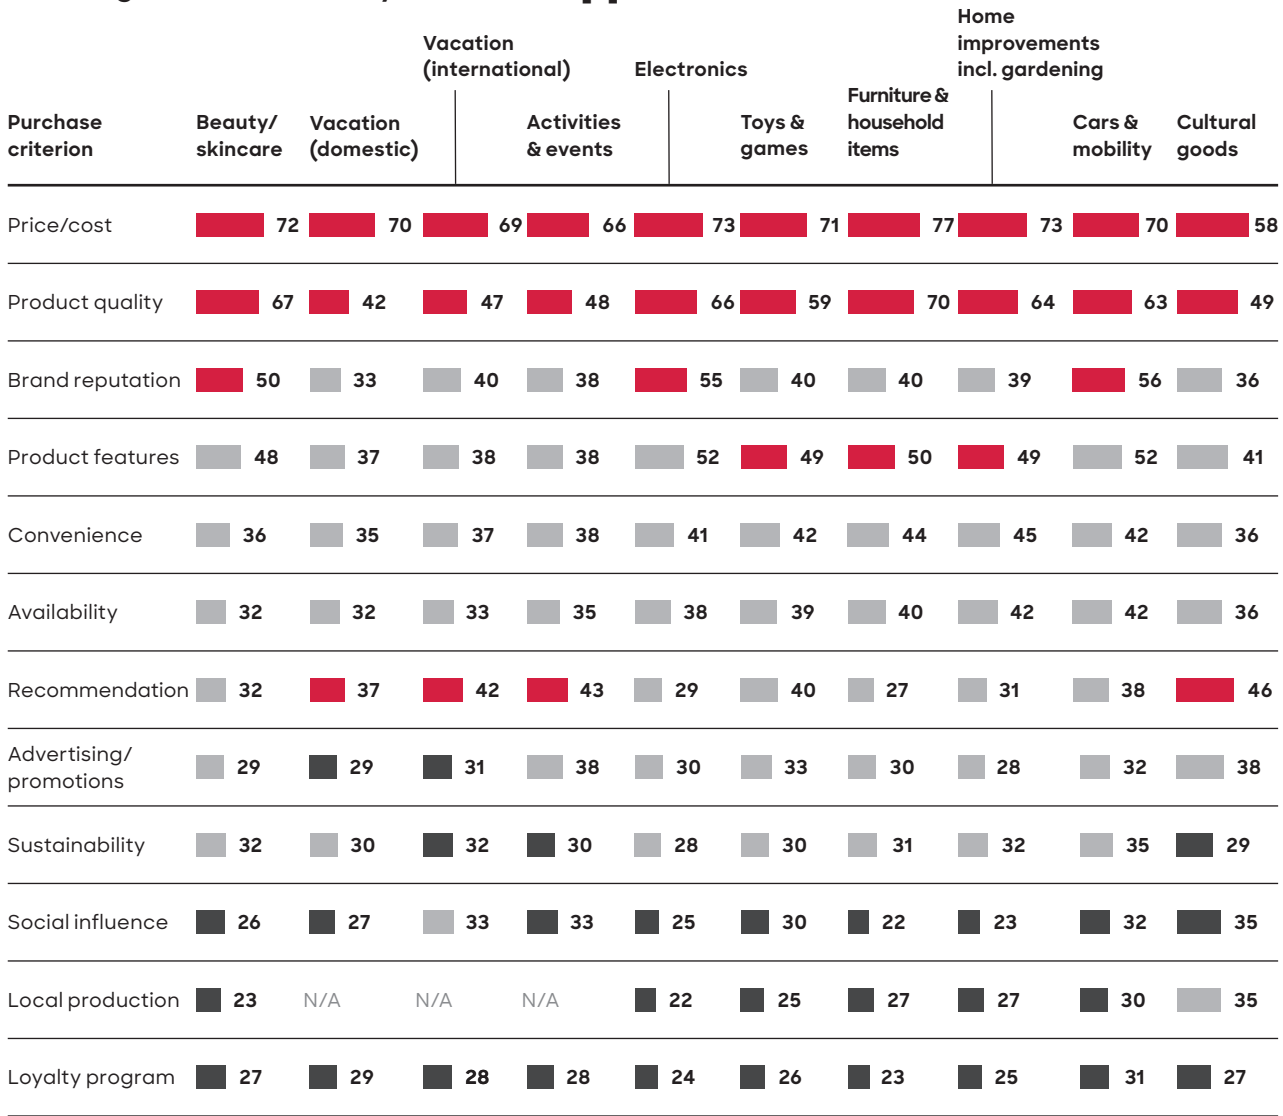 Home
improvements
incl. gardening
Vacation
(international)
Electronics
Furniture &
household
items
Purchase
criterion
Beauty/
skincare
Vacation
(domestic)
Activities
& events
Toys &
games
Cars &
mobility
Cultural
goods
Price/cost 72 70 69 66 73 71 77 73 70 58
Product quality 67 42 47 48 66 59 70 64 63 49
Brand reputation 50 33 40 38 55 40 40 39 56 36
Product features 48 37 38 38 52 49 50 49 52 41
Convenience 36 35 37 38 41 42 44 45 42 36
Availability 32 32 33 35 38 39 40 42 42 36
Recommendation 32 37 42 43 29 40 27 31 38 46
Advertising/
promotions 29 29 31 38 30 33 30 28 32 38
Sustainability 32 30 32 30 28 30 31 32 35 29
Social influence 26 27 33 33 25 30 22 23 32 35
Local production 23 N/A N/A N/A 22 25 27 27 30 35
Loyalty program 27 29 28 28 24 26 23 25 31 27